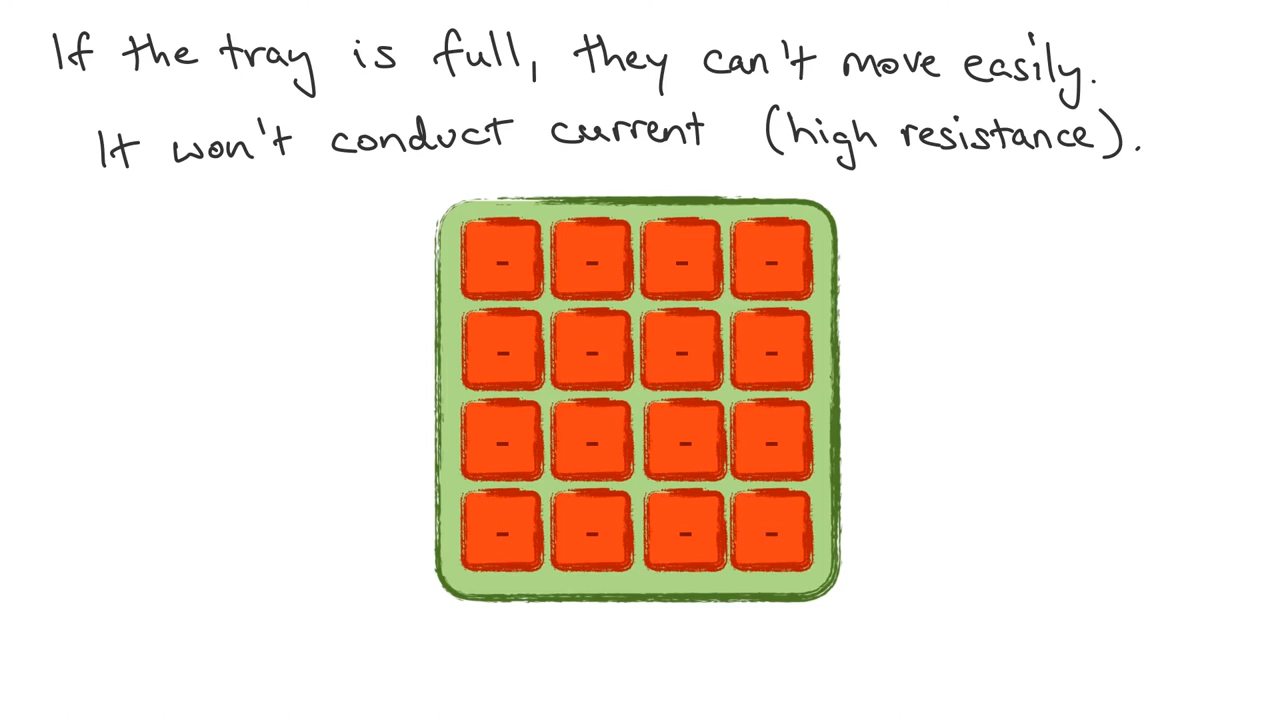 If the tray is full, they can't move easily.
It won't conduct current (high resistance).
- - - -
- - - -
- - - -
- - - -